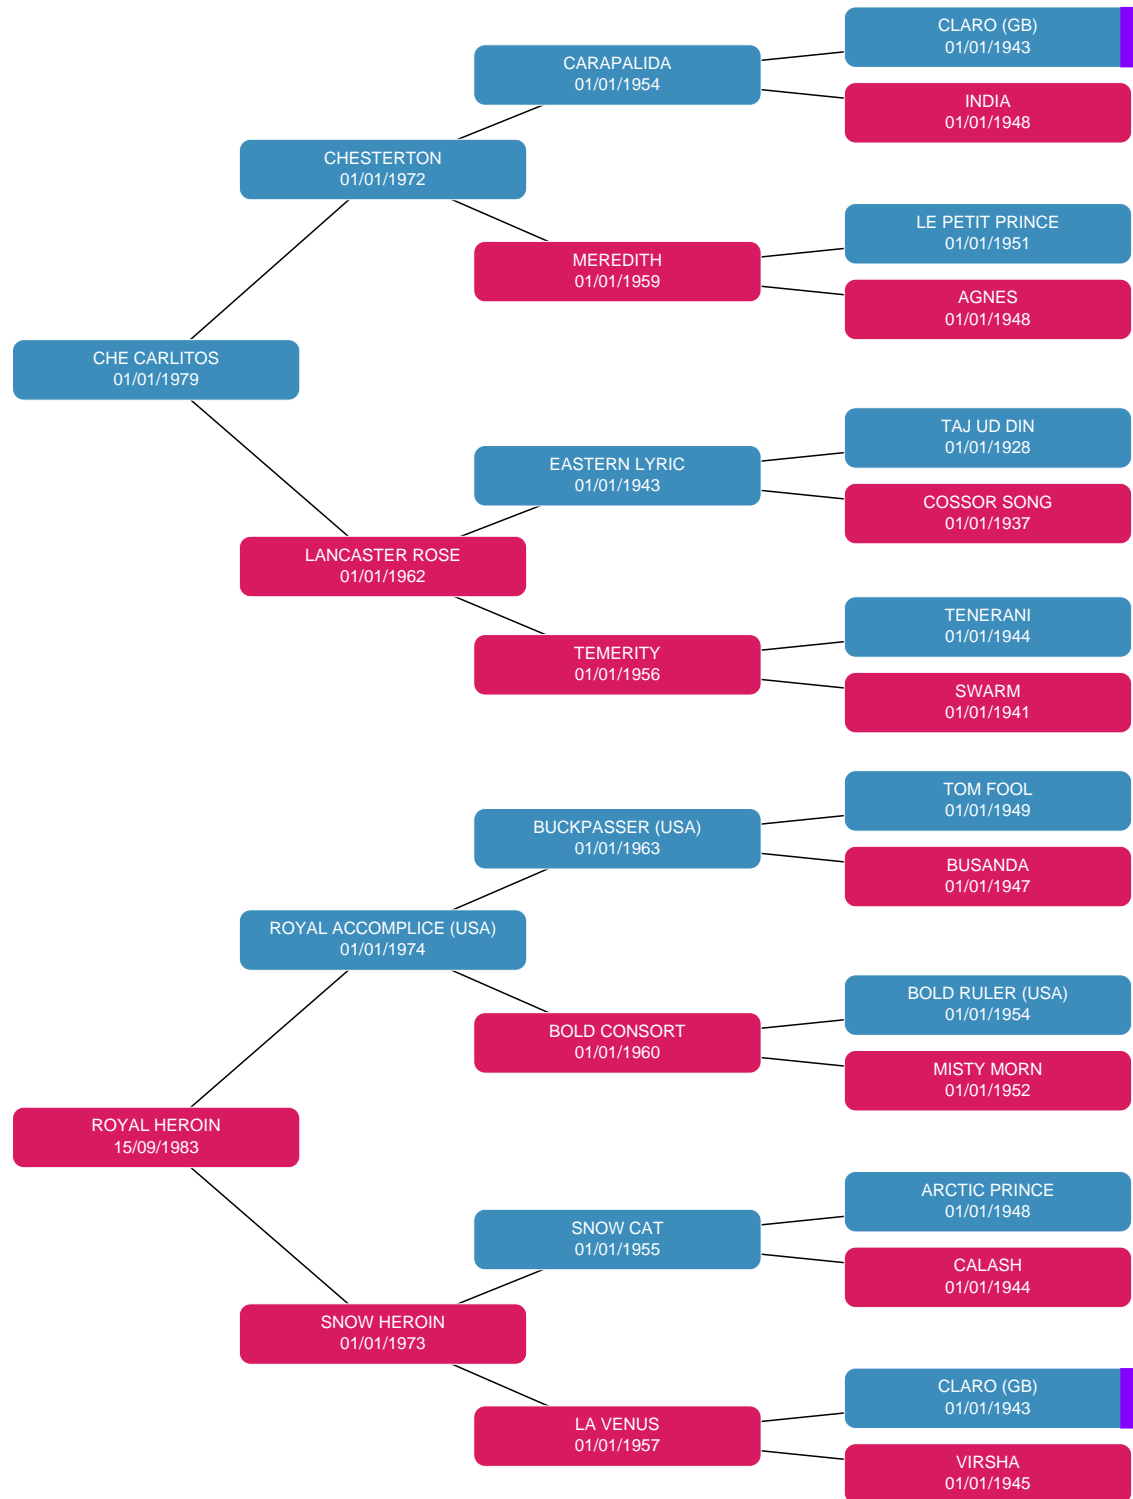 CLARO (GB)
01/01/1943
CARAPALIDA
01/01/1954
INDIA
01/01/1948
CHESTERTON
01/01/1972
LE PETIT PRINCE
01/01/1951
MEREDITH
01/01/1959
AGNES
01/01/1948
CHE CARLITOS
01/01/1979
TAJ UD DIN
01/01/1928
EASTERN LYRIC
01/01/1943
COSSOR SONG
01/01/1937
LANCASTER ROSE
01/01/1962
TENERANI
01/01/1944
TEMERITY
01/01/1956
SWARM
01/01/1941
TOM FOOL
01/01/1949
BUCKPASSER (USA)
01/01/1963
BUSANDA
01/01/1947
ROYAL ACCOMPLICE (USA)
01/01/1974
BOLD RULER (USA)
01/01/1954
BOLD CONSORT
01/01/1960
MISTY MORN
01/01/1952
ROYAL HEROIN
15/09/1983
ARCTIC PRINCE
01/01/1948
SNOW CAT
01/01/1955
CALASH
01/01/1944
SNOW HEROIN
01/01/1973
CLARO (GB)
01/01/1943
LA VENUS
01/01/1957
VIRSHA
01/01/1945